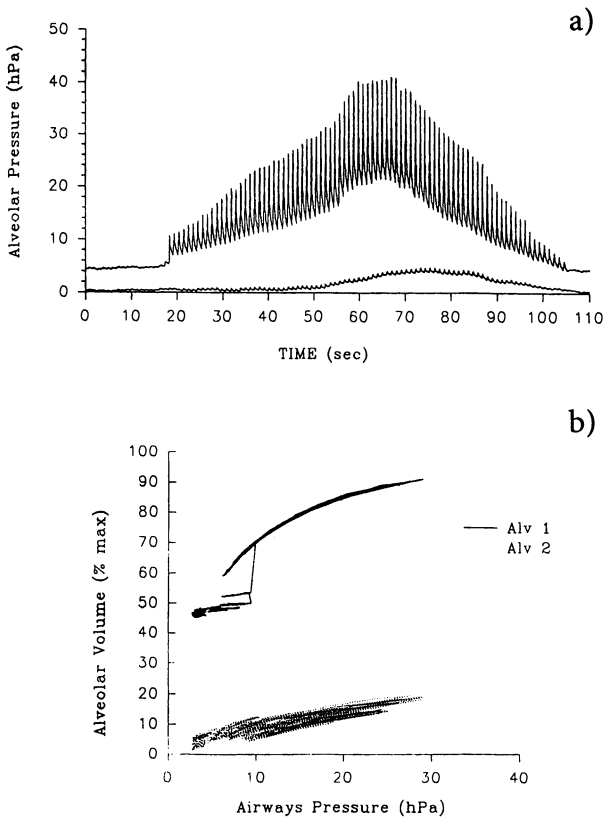 a)
Alveolar Pressure (hPa)
50
40
30
20
10
0
0 10 20 30 40 50 60 70 80 90 100 110
TIME (sec)
b)
Alveolar Volume (% max)
100
90
80
70
60
50
40
30
20
10
0
Alv 1
Alv 2
0 10 20 30 40
Airways Pressure (hPa)